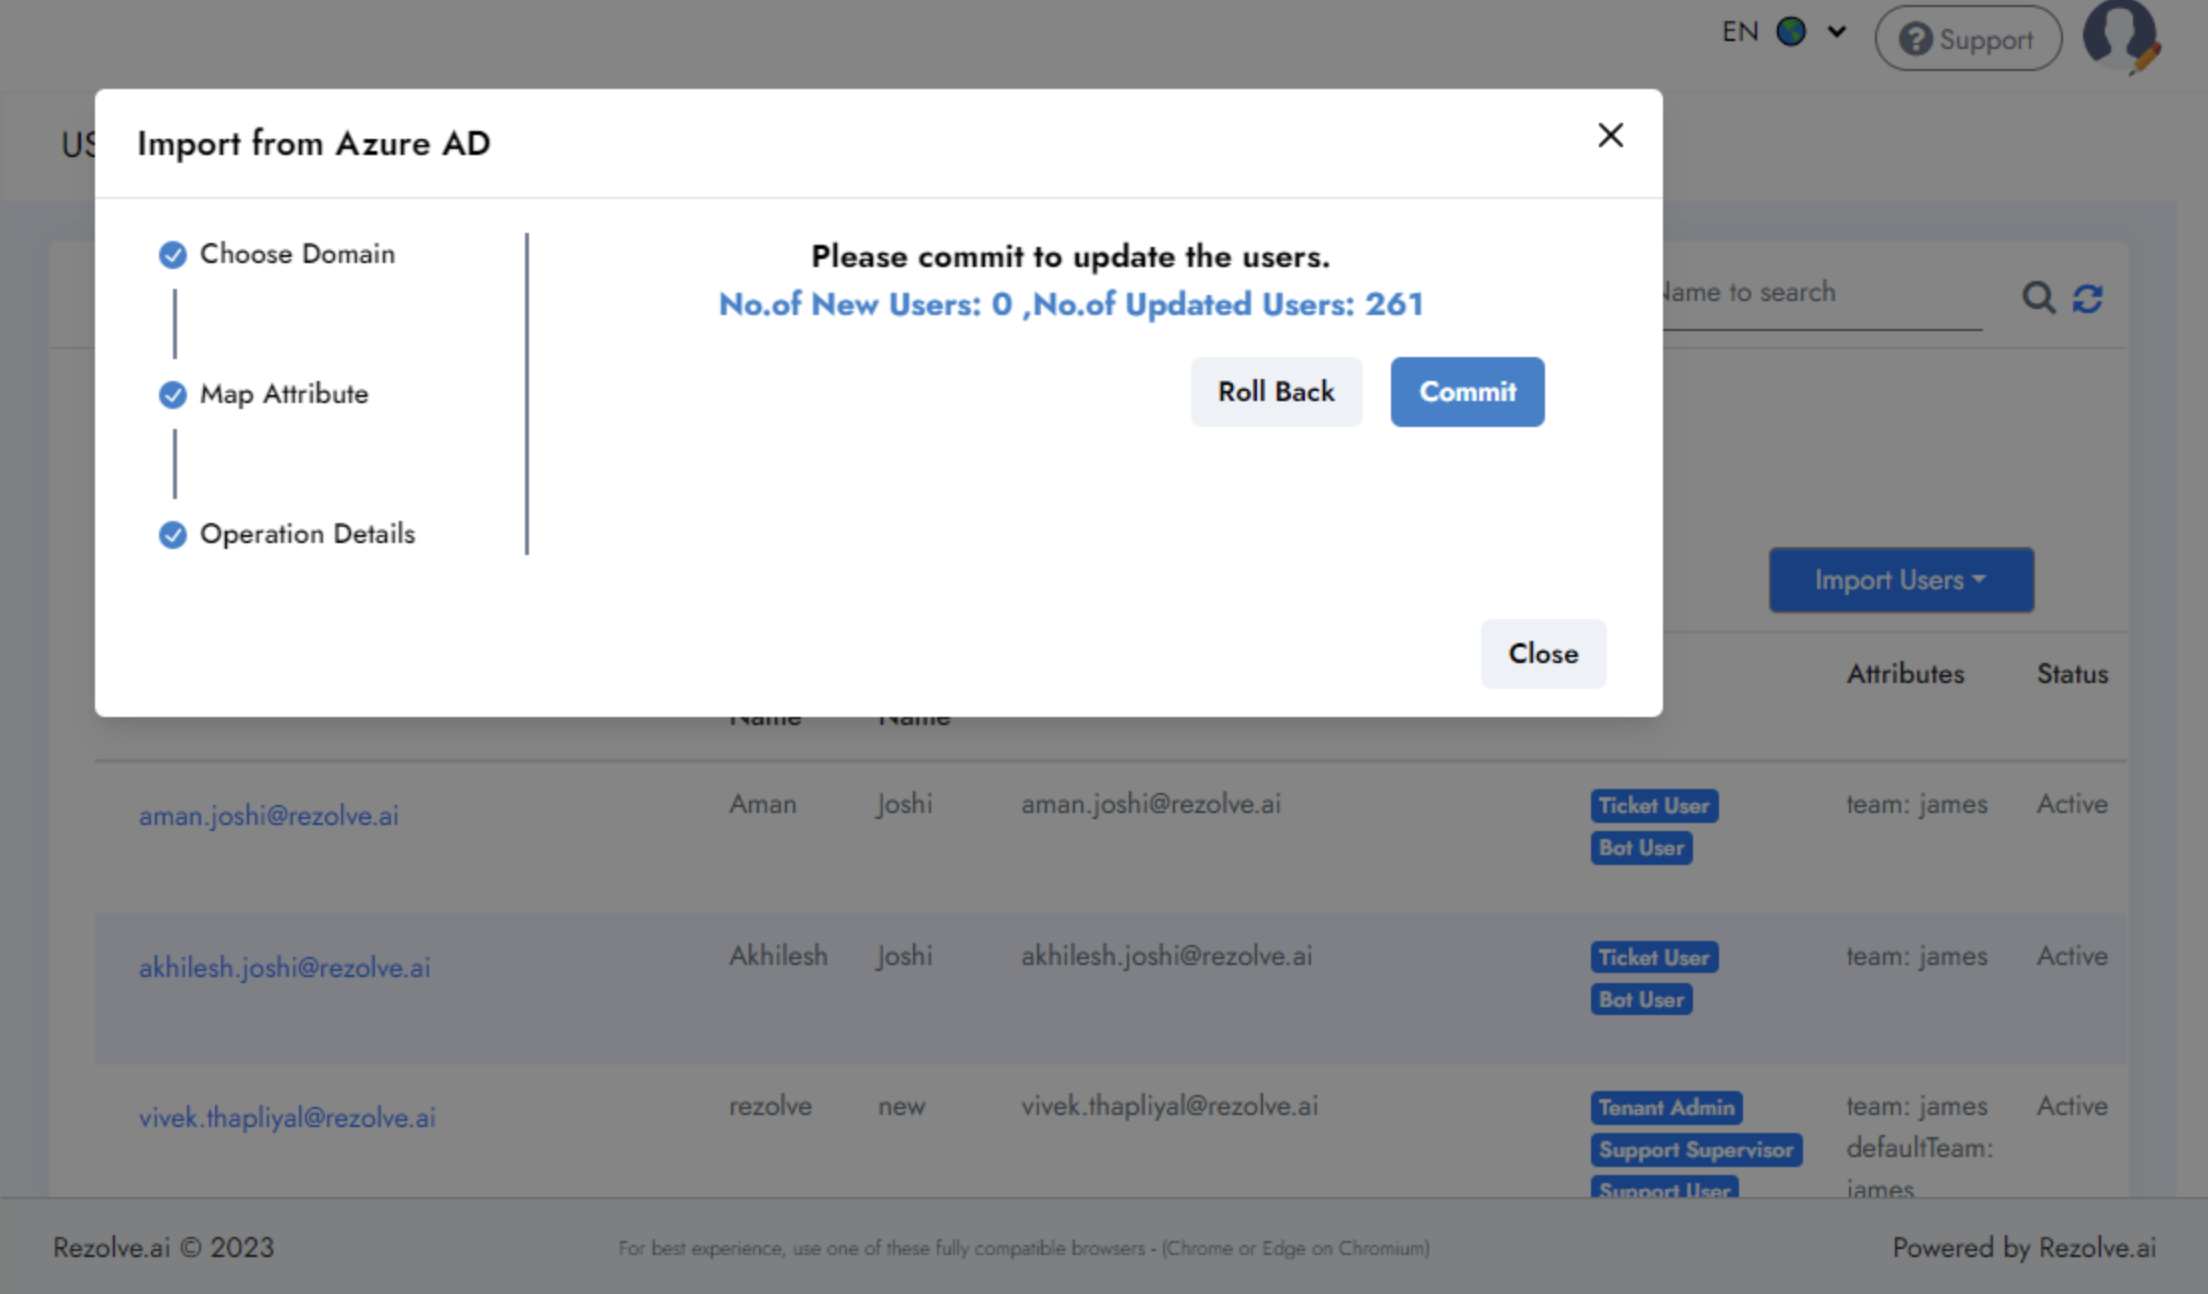 EN
Support
US
Import from Azure AD
Choose Domain
Map Attribute
Operation Details
Please commit to update the users.
No.of New Users: 0 ,No.of Updated Users: 261
Roll Back
Commit
Close
Name to search
Import Users
Attributes
Status
Name
Name
aman.joshi@rezolve.ai
Aman
Joshi
aman.joshi@rezolve.ai
Ticket User
Bot User
team: james
Active
akhilesh.joshi@rezolve.ai
Akhilesh
Joshi
akhilesh.joshi@rezolve.ai
Ticket User
Bot User
team: james
Active
vivek.thapliyal@rezolve.ai
rezolve
new
vivek.thapliyal@rezolve.ai
Tenant Admin
Support Supervisor
Support User
team: james
defaultTeam:
james
Active
Rezolve.ai © 2023
For best experience, use one of these fully compatible browsers - (Chrome or Edge on Chromium)
Powered by Rezolve.ai